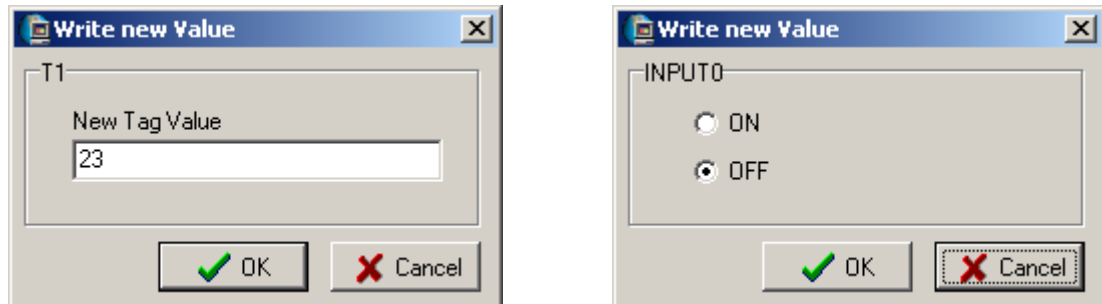 Write new Value
T1
New Tag Value
23
OK Cancel
Write new Value
INPUT0
ON
OFF
OK Cancel